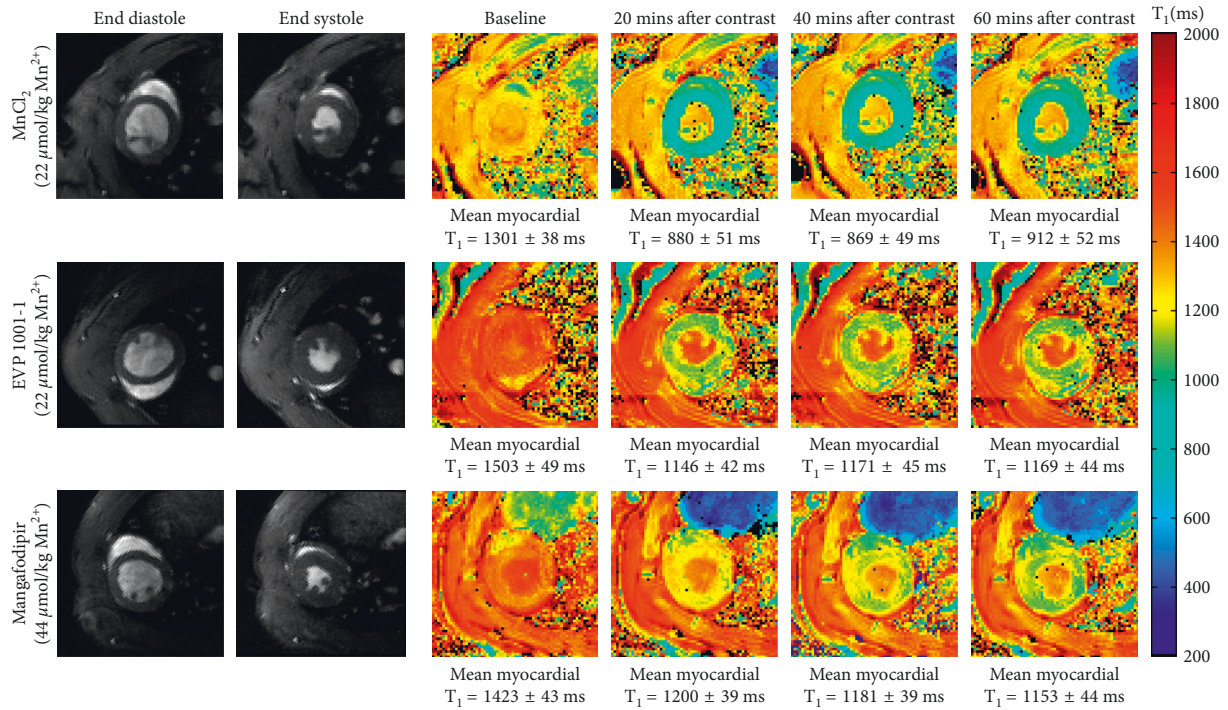 End diastole End systole Baseline 20 mins after contrast 40 mins after contrast 60 mins after contrast T₁(ms)
MnCl₂
(22 μmol/kg Mn²⁺)
Mean myocardial Mean myocardial Mean myocardial Mean myocardial
T₁ = 1301 ± 38 ms T₁ = 880 ± 51 ms T₁ = 869 ± 49 ms T₁ = 912 ± 52 ms
EVP 1001-1
(22 μmol/kg Mn²⁺)
Mean myocardial Mean myocardial Mean myocardial Mean myocardial
T₁ = 1503 ± 49 ms T₁ = 1146 ± 42 ms T₁ = 1171 ± 45 ms T₁ = 1169 ± 44 ms
Mangafodipir
(44 μmol/kg Mn²⁺)
Mean myocardial Mean myocardial Mean myocardial Mean myocardial
T₁ = 1423 ± 43 ms T₁ = 1200 ± 39 ms T₁ = 1181 ± 39 ms T₁ = 1153 ± 44 ms
2000
1800
1600
1400
1200
1000
800
600
400
200